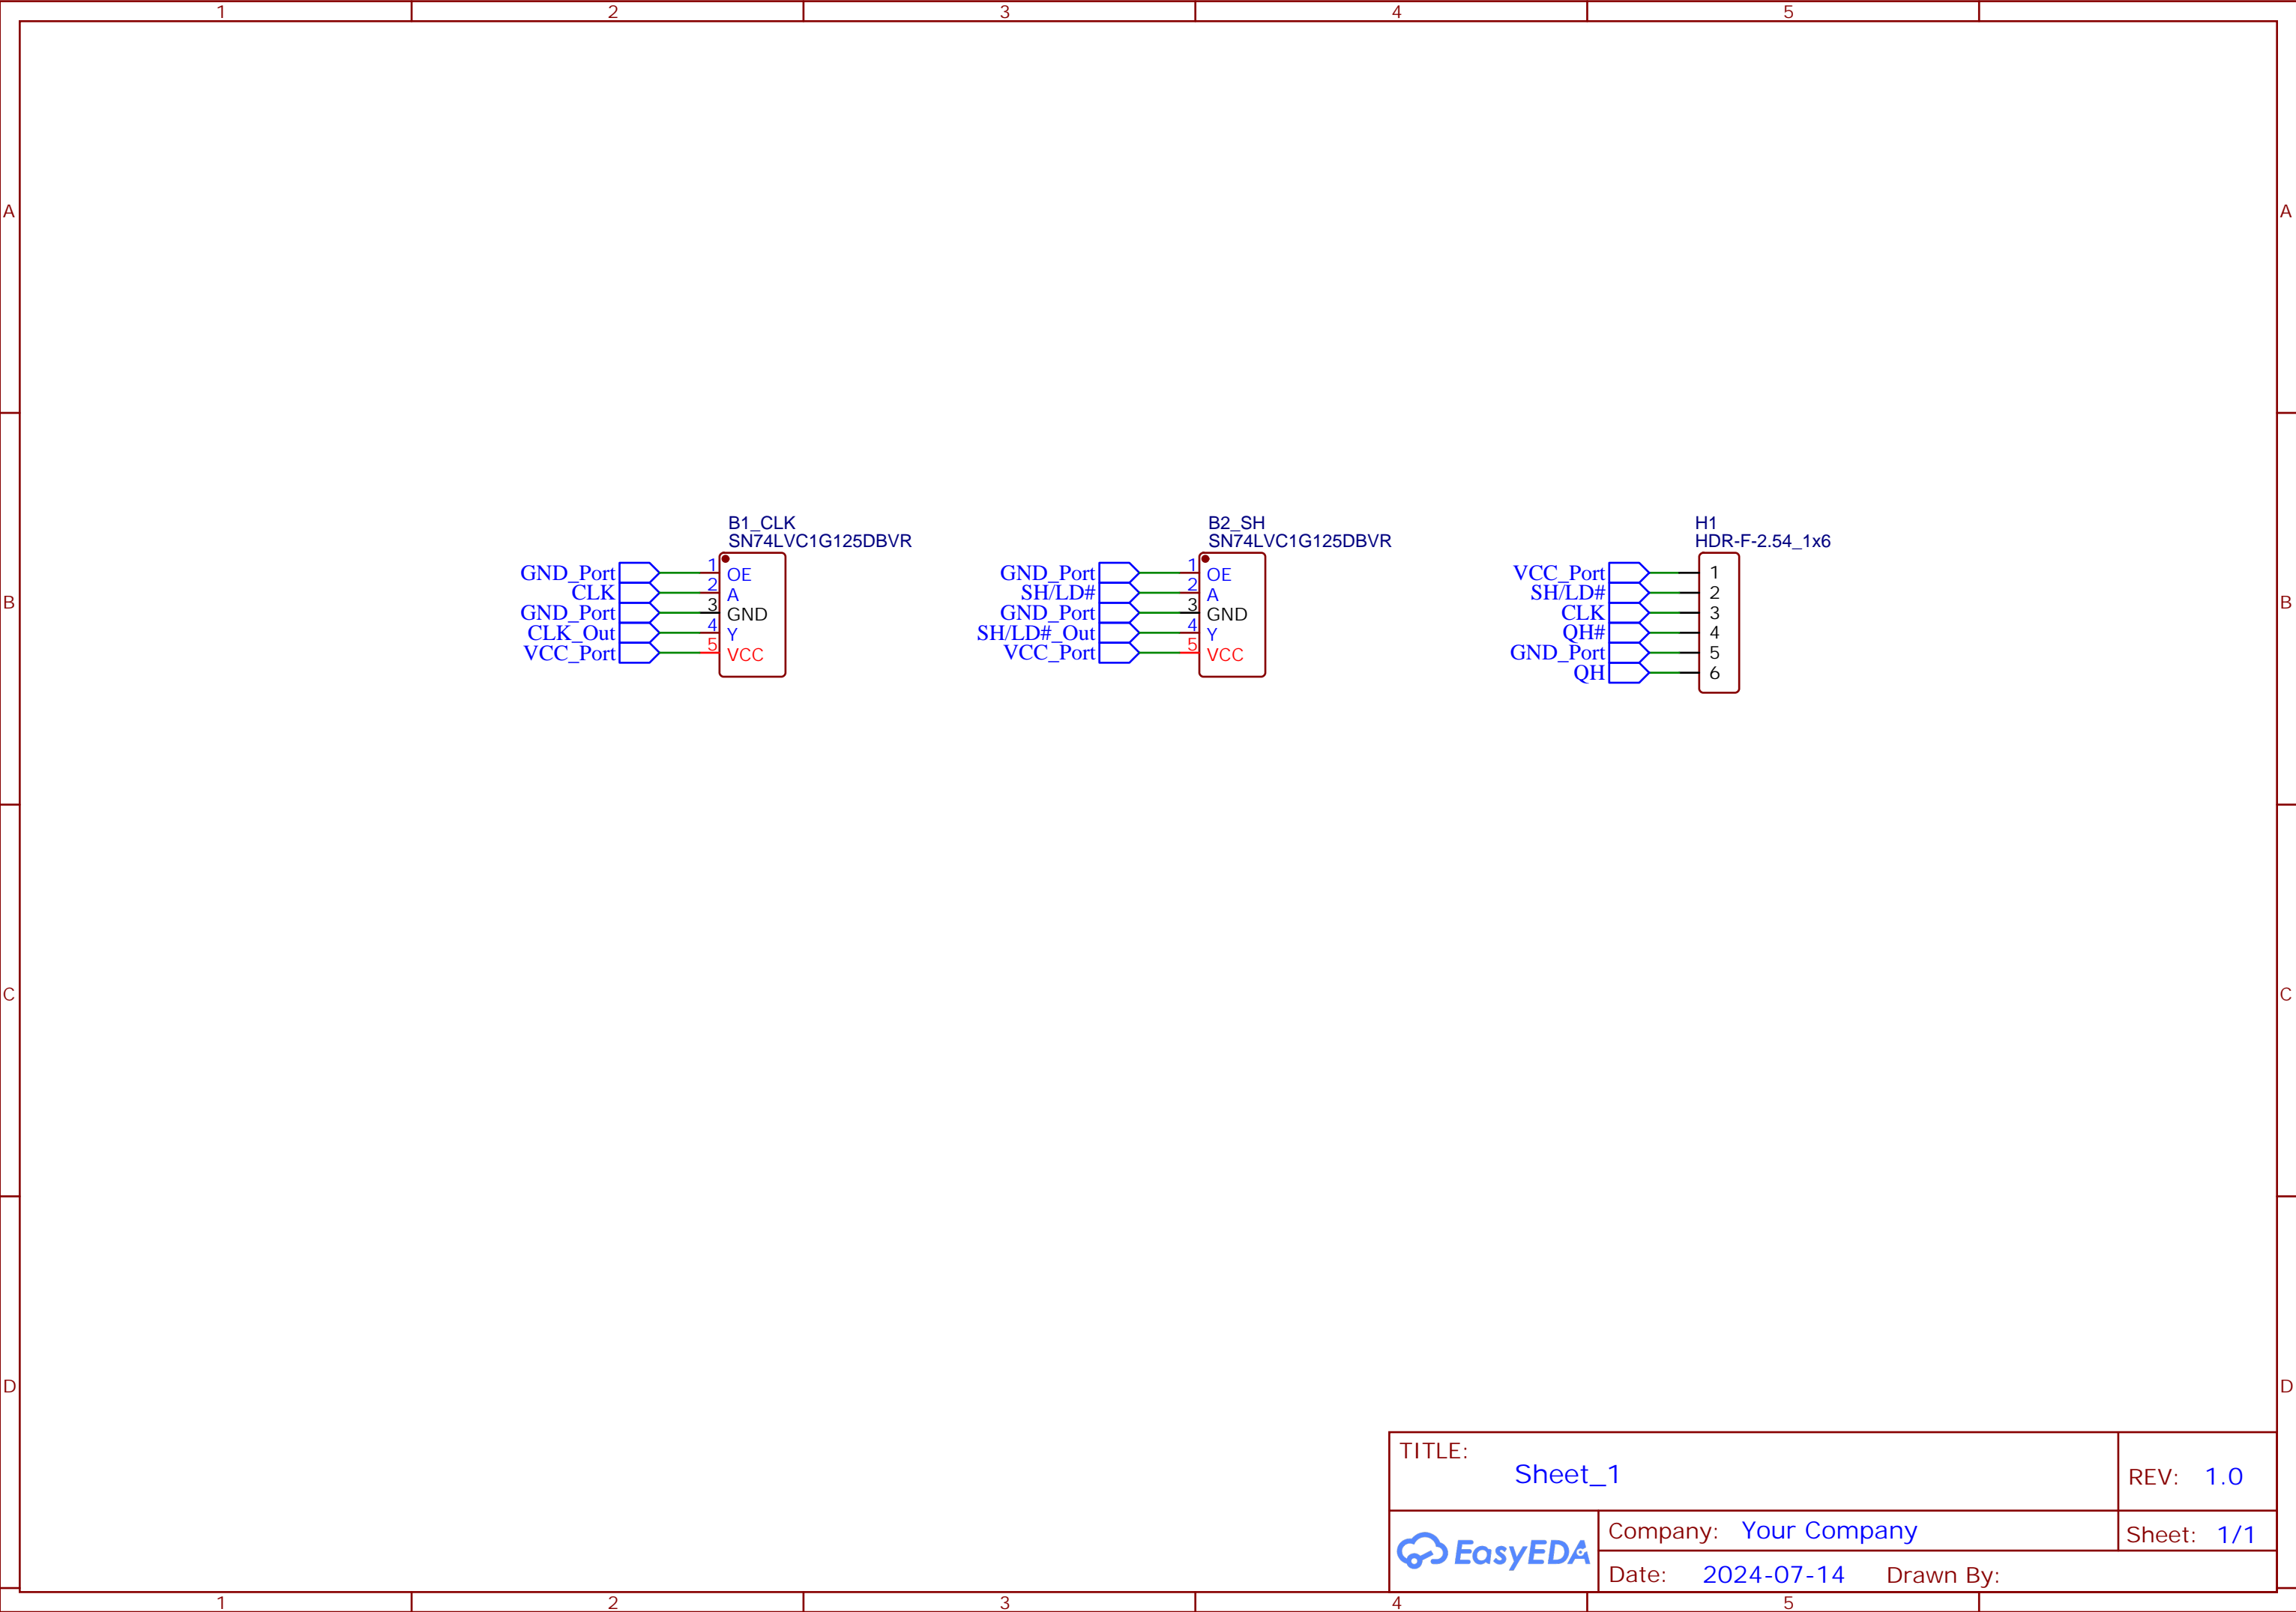 1 2 3 4 5
A A
B1_CLK
SN74LVC1G125DBVR
GND_Port 1 OE
CLK 2 A
GND_Port 3 GND
CLK_Out 4 Y
VCC_Port 5 VCC
B2_SH
SN74LVC1G125DBVR
GND_Port 1 OE
SH/LD# 2 A
GND_Port 3 GND
SH/LD#_Out 4 Y
VCC_Port 5 VCC
H1
HDR-F-2.54_1x6
VCC_Port 1
SH/LD# 2
CLK 3
QH# 4
GND_Port 5
QH 6
B B
C C
D D
TITLE:
Sheet_1
REV: 1.0
EasyEDA
Company: Your Company
Sheet: 1/1
Date: 2024-07-14 Drawn By:
1 2 3 4 5